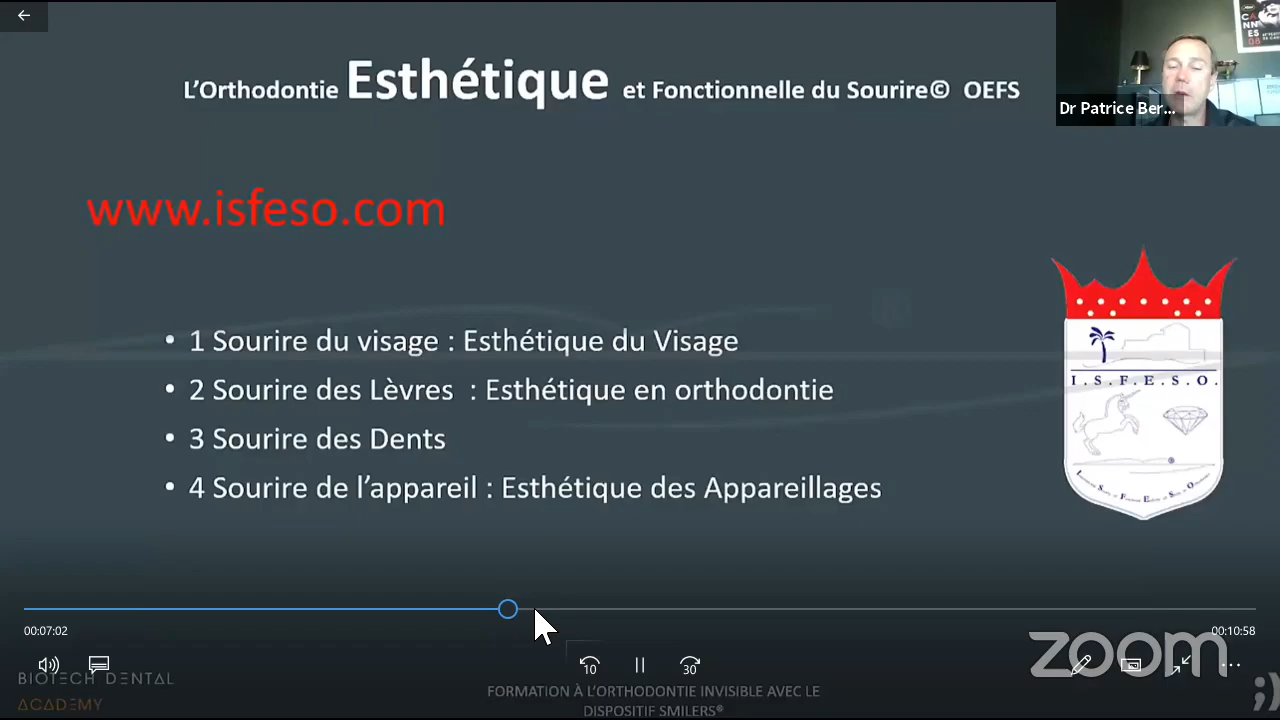 L'Orthodontie Esthétique et Fonctionnelle du Sourire© OEFS
Dr Patrice Ber...
CANNES
www.isfeso.com
• 1 Sourire du visage : Esthétique du Visage
• 2 Sourire des Lèvres : Esthétique en orthodontie
• 3 Sourire des Dents
• 4 Sourire de l'appareil : Esthétique des Appareillages
I.S.F.E.S.O.
00:07:02
00:10:58
10
30
zoom
BIOTECH DENTAL
ACADEMY
FORMATION À L'ORTHODONTIE INVISIBLE AVEC LE
DISPOSITIF SMILERS®